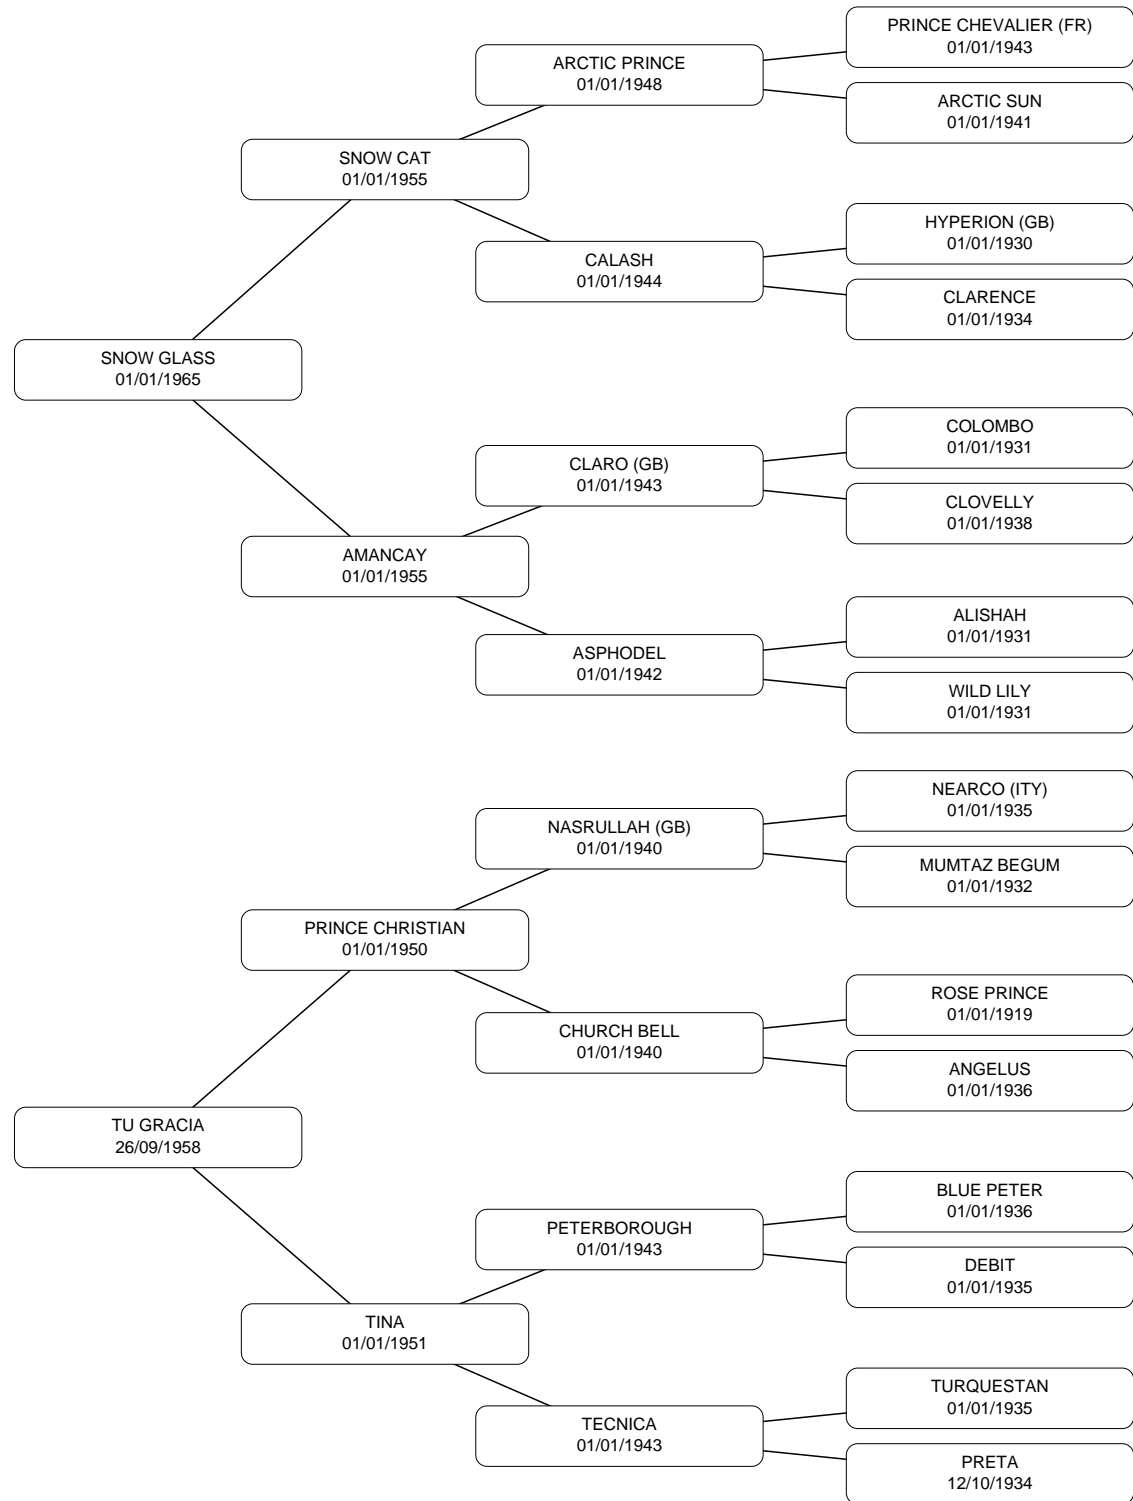 PRINCE CHEVALIER (FR)
01/01/1943
ARCTIC PRINCE
01/01/1948
ARCTIC SUN
01/01/1941
SNOW CAT
01/01/1955
HYPERION (GB)
01/01/1930
CALASH
01/01/1944
CLARENCE
01/01/1934
SNOW GLASS
01/01/1965
COLOMBO
01/01/1931
CLARO (GB)
01/01/1943
CLOVELLY
01/01/1938
AMANCAY
01/01/1955
ALISHAH
01/01/1931
ASPHODEL
01/01/1942
WILD LILY
01/01/1931
NEARCO (ITY)
01/01/1935
NASRULLAH (GB)
01/01/1940
MUMTAZ BEGUM
01/01/1932
PRINCE CHRISTIAN
01/01/1950
ROSE PRINCE
01/01/1919
CHURCH BELL
01/01/1940
ANGELUS
01/01/1936
TU GRACIA
26/09/1958
BLUE PETER
01/01/1936
PETERBOROUGH
01/01/1943
DEBIT
01/01/1935
TINA
01/01/1951
TURQUESTAN
01/01/1935
TECNICA
01/01/1943
PRETA
12/10/1934